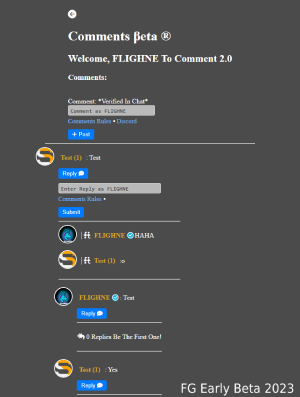 Comments βeta ®
Welcome, FLIGHNE To Comment 2.0
Comments:
Comment: *Verified In Chat*
Comment as FLIGHNE
Comments Rules • Discord
+ Post
Test (1) : Test
Reply
Enter Reply as FLIGHNE
Comments Rules •
Submit
| FLIGHNE HAHA
| Test (1) :o
FLIGHNE : Test
Reply
0 Replies Be The First One!
Test (1) : Yes
Reply
FG Early Beta 2023